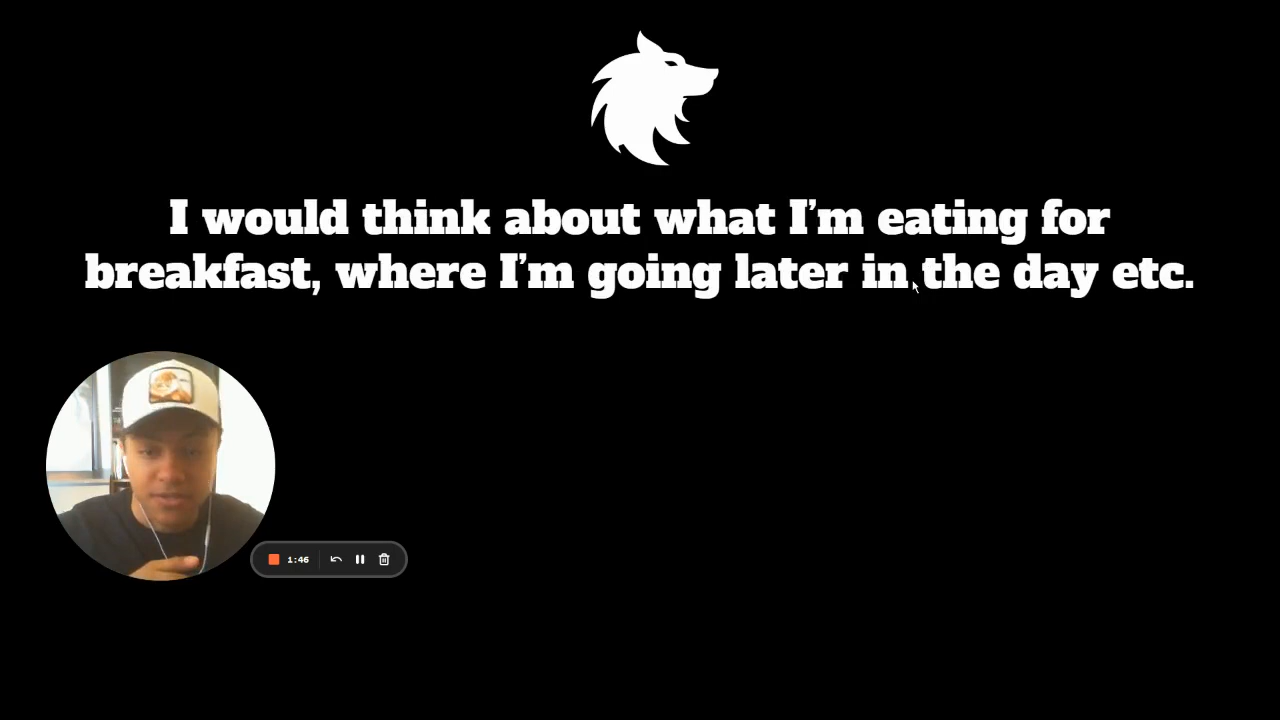 I would think about what I’m eating for
breakfast, where I’m going later in the day etc.
1:46